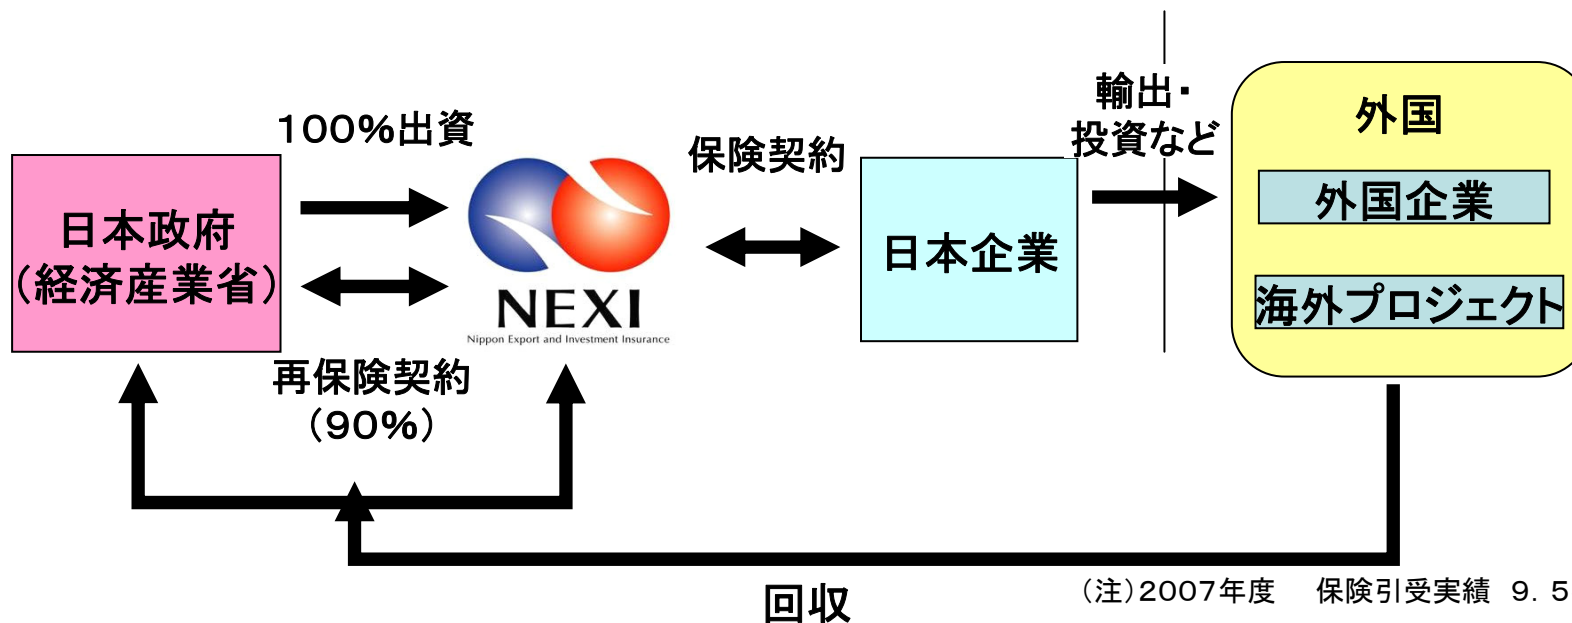 100%出資
日本政府
(経済産業省)
再保険契約
(90%)
NEXI
Nippon Export and Investment Insurance
保険契約
日本企業
輸出・
投資など
外国
外国企業
海外プロジェクト
回収
(注)2007年度 保険引受実績 9.5